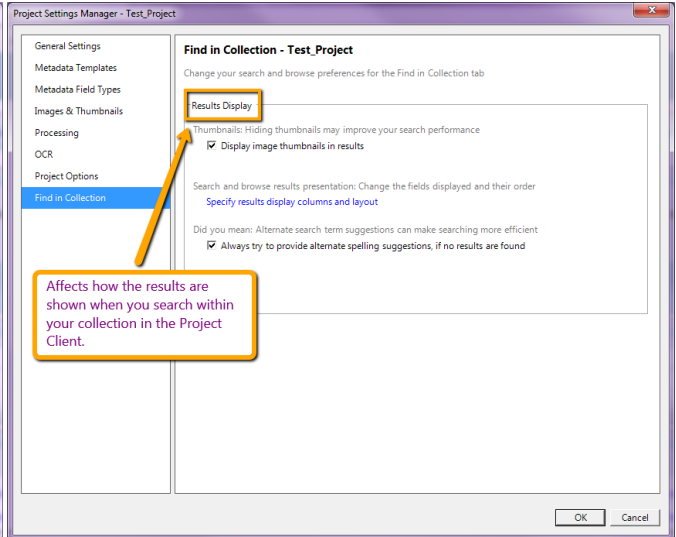 Project Settings Manager - Test_Project
General Settings
Metadata Templates
Metadata Field Types
Images & Thumbnails
Processing
OCR
Project Options
Find in Collection
Find in Collection - Test_Project
Change your search and browse preferences for the Find in Collection tab
Results Display
Thumbnails: Hiding thumbnails may improve your search performance
Display image thumbnails in results
Search and browse results presentation: Change the fields displayed and their order
Specify results display columns and layout
Did you mean: Alternate search term suggestions can make searching more efficient
Always try to provide alternate spelling suggestions, if no results are found
Affects how the results are
shown when you search within
your collection in the Project
Client.
OK
Cancel